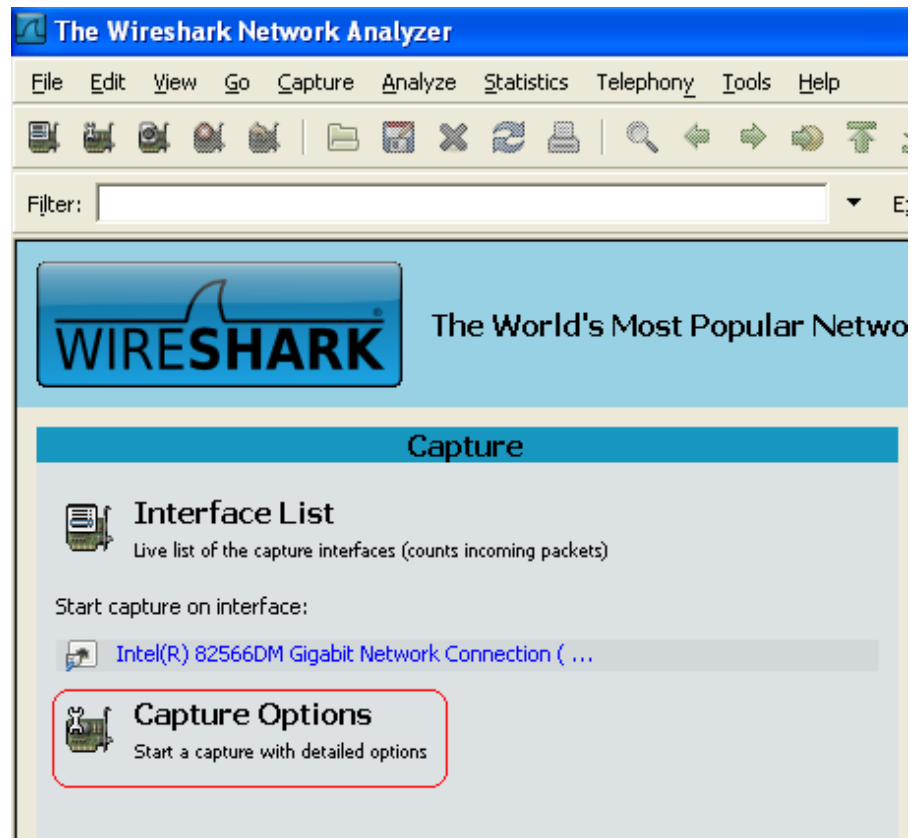 The Wireshark Network Analyzer
File Edit View Go Capture Analyze Statistics Telephony Tools Help
Filter:
WIRESHARK
®
The World's Most Popular
Capture
Interface List
Live list of the capture interfaces (counts incoming packets)
Start capture on interface:
Intel(R) 82566DM Gigabit Network Connection ( ...
Capture Options
Start a capture with detailed options